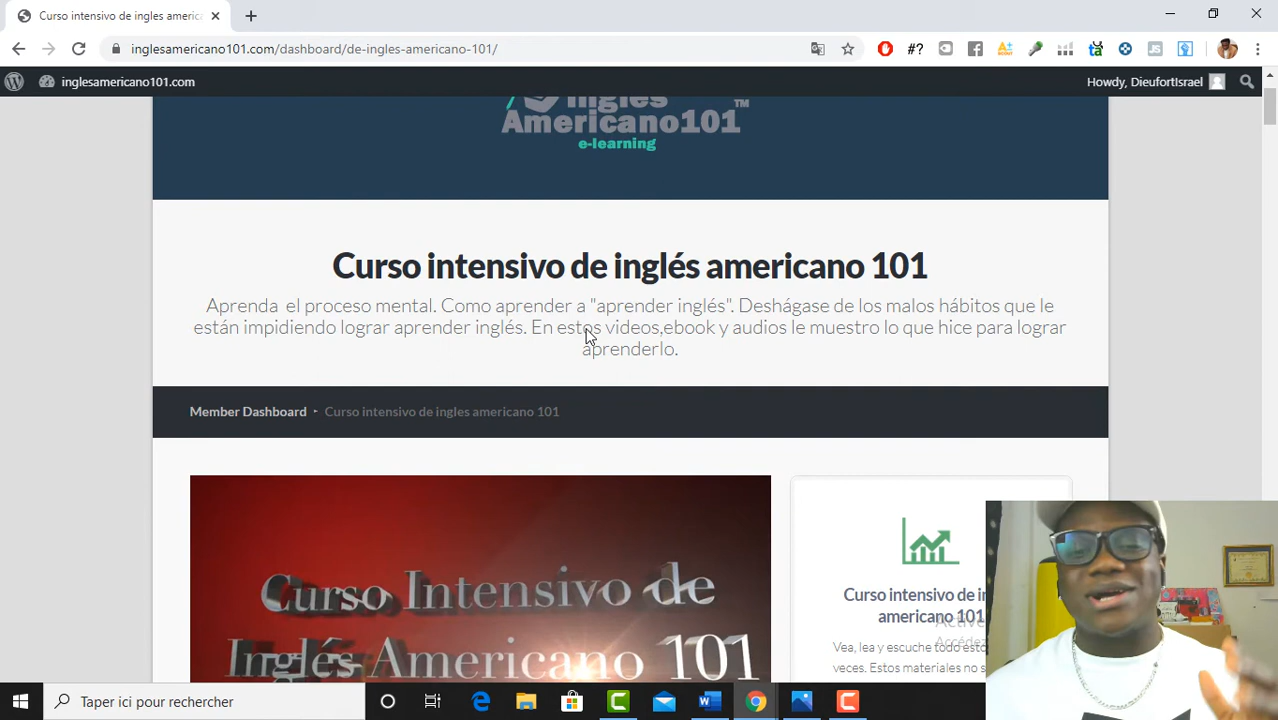 Curso intensivo de ingles americ
inglesamericano101.com/dashboard/de-ingles-americano-101/
#?
inglesamericano101.com
Howdy, DieufortIsrael
Inglés
Americano101™
e-learning
Curso intensivo de inglés americano 101
Aprenda el proceso mental. Como aprender a "aprender inglés". Deshágase de los malos hábitos que le
están impidiendo lograr aprender inglés. En estos videos,ebook y audios le muestro lo que hice para lograr
aprenderlo.
Member Dashboard
Curso intensivo de ingles americano 101
Curso Intensivo de
Inglés Americano 101
Curso intensivo de
americano 101
Vea, lea y escuche todo
veces. Estos materiales no
Taper ici pour rechercher